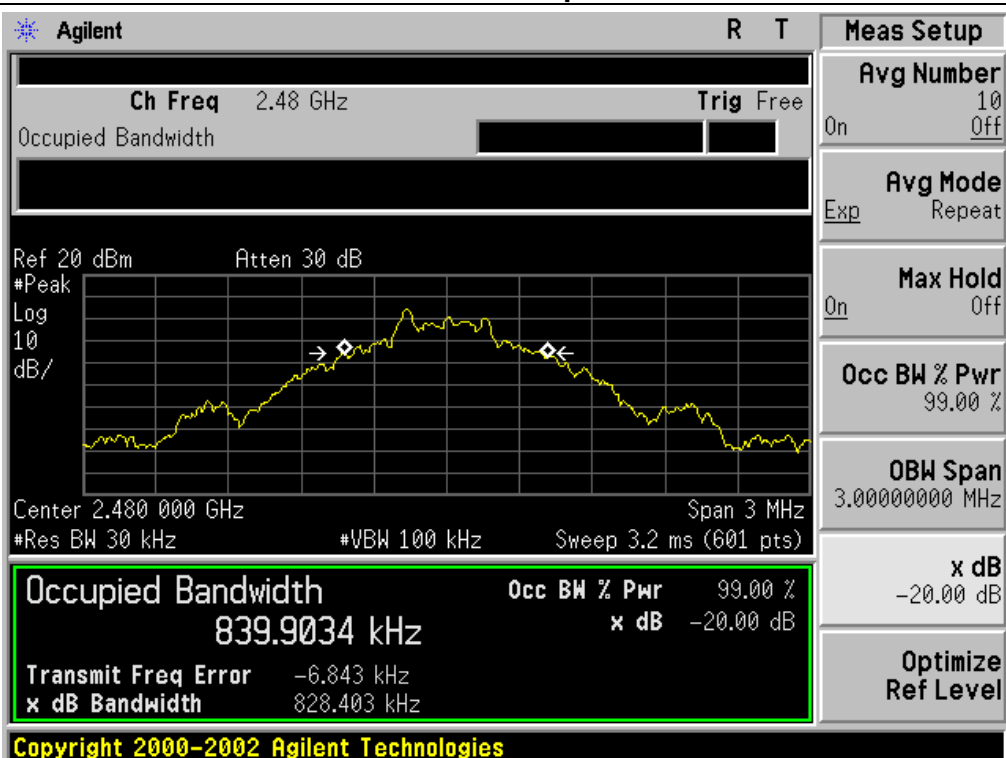 Agilent R T
Ch Freq 2.48 GHz Trig Free
Occupied Bandwidth
Ref 20 dBm Atten 30 dB
#Peak
Log
10
dB/
Center 2.480 000 GHz Span 3 MHz
#Res BW 30 kHz #VBW 100 kHz Sweep 3.2 ms (601 pts)
Occupied Bandwidth
839.9034 kHz
Occ BW % Pwr 99.00 %
x dB -20.00 dB
Transmit Freq Error -6.843 kHz
x dB Bandwidth 828.403 kHz
Copyright 2000-2002 Agilent Technologies
Meas Setup
Avg Number
10
On Off
Avg Mode
Exp Repeat
Max Hold
On Off
Occ BW % Pwr
99.00 %
OBW Span
3.00000000 MHz
x dB
-20.00 dB
Optimize
Ref Level